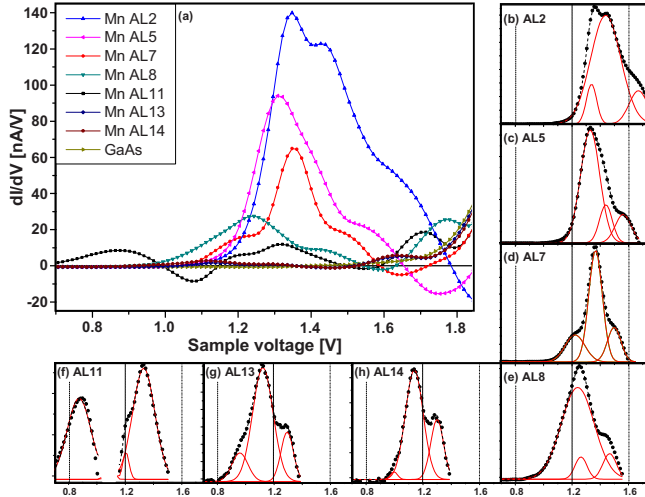 (a)
Mn AL2
Mn AL5
Mn AL7
Mn AL8
Mn AL11
Mn AL13
Mn AL14
GaAs
dI/dV [nA/V]
140
120
100
80
60
40
20
0
-20
0.8 1.0 1.2 1.4 1.6 1.8
Sample voltage [V]
(b) AL2
(c) AL5
(d) AL7
(e) AL8
0.8 1.2 1.6
(f) AL11
0.8 1.2 1.6
(g) AL13
0.8 1.2 1.6
(h) AL14
0.8 1.2 1.6